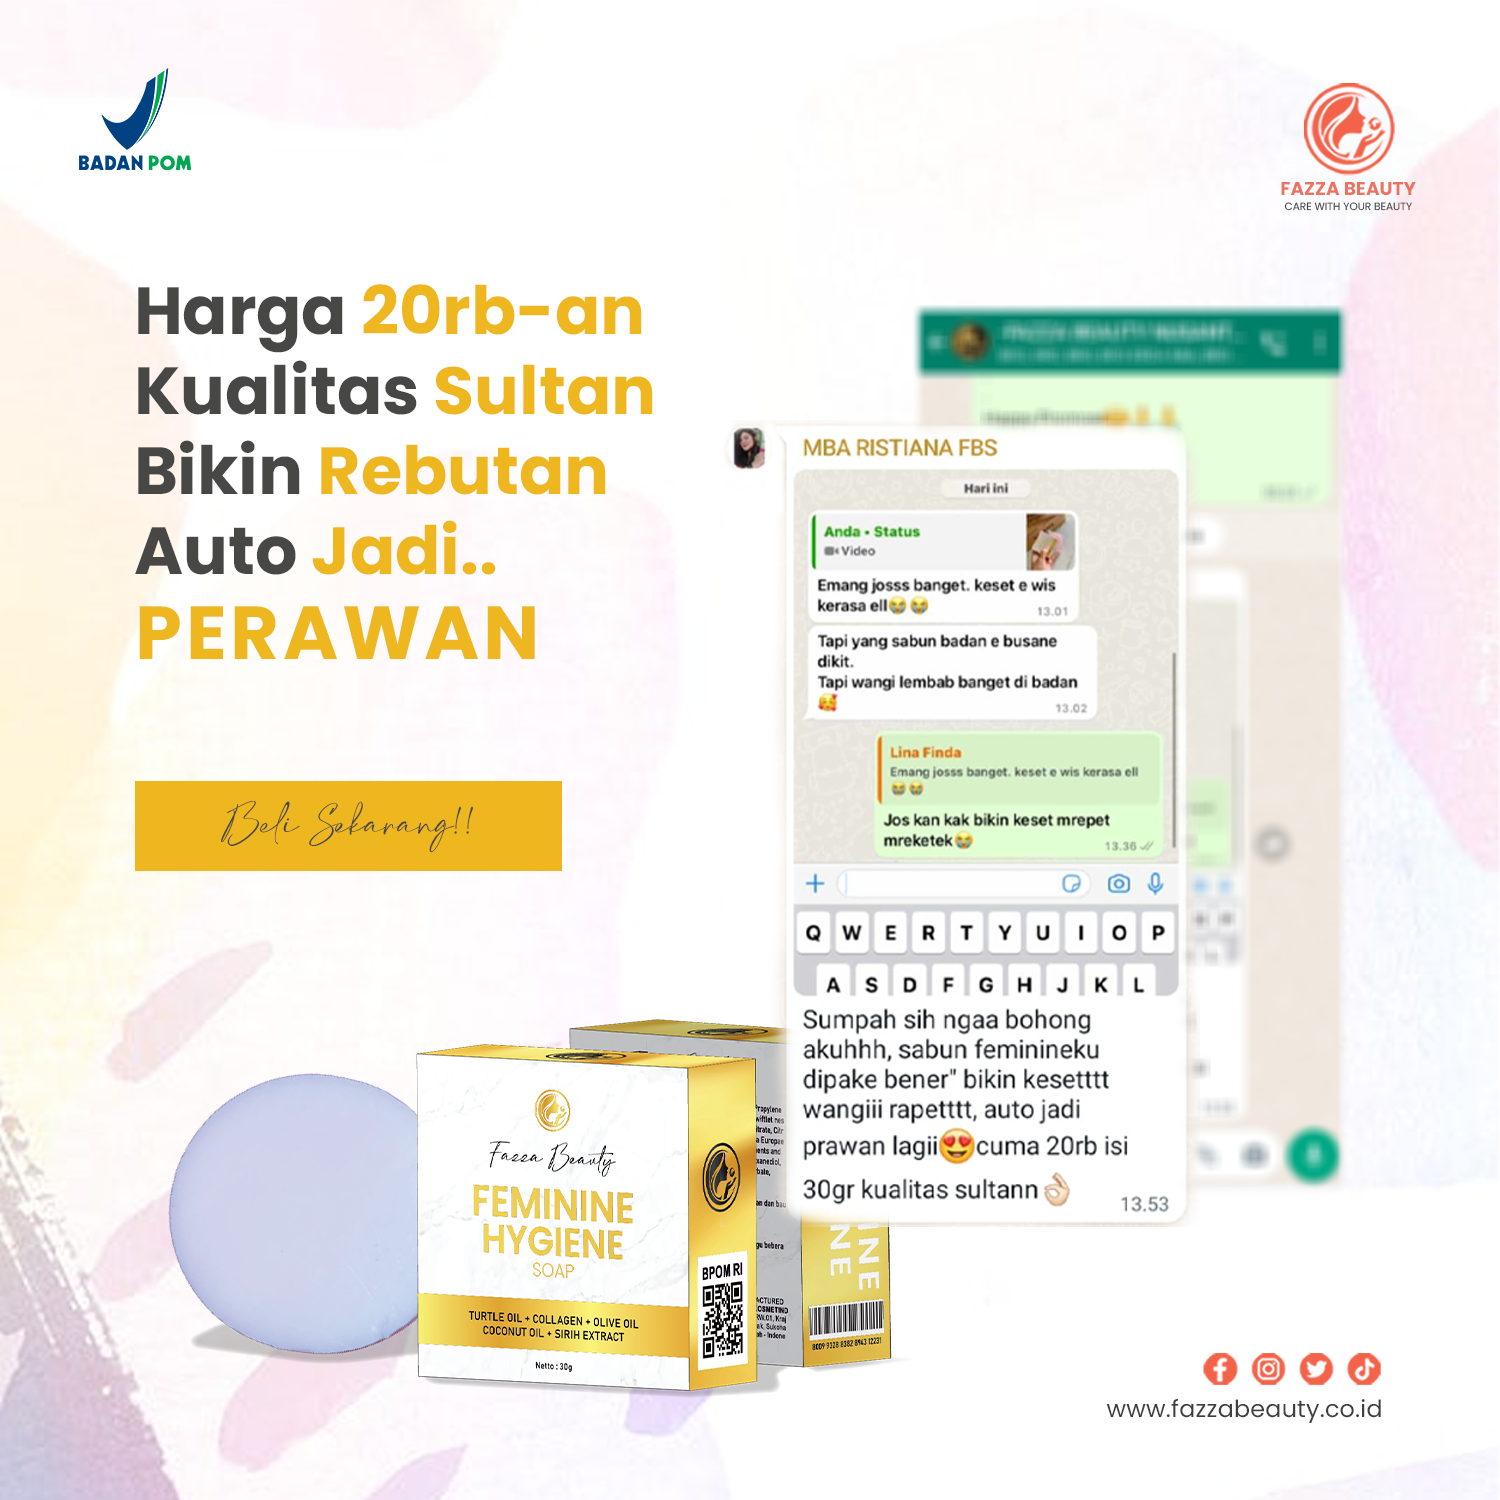 BADAN POM
FAZZA BEAUTY
CARE WITH YOUR BEAUTY
Harga 20rb-an
Kualitas Sultan
Bikin Rebutan
Auto Jadi..
PERAWAN
Beli Sekarang!!
MBA RISTIANA FBS
Hari ini
Anda • Status
Video
Emang josss banget. keset e wis
kerasa ell😭😭
13.01
Tapi yang sabun badan e busane
dikit.
Tapi wangi lembab banget di badan
🥰
13.02
Lina Finda
Emang josss banget. keset e wis kerasa ell
😭😭
Jos kan kak bikin keset mrepet
mreketek😭
13.36
Q W E R T Y U I O P
A S D F G H J K L
Sumpah sih ngaa bohong
akuhhh, sabun feminineku
dipake bener" bikin kesetttt
wangiii rapetttt, auto jadi
prawan lagii😍cuma 20rb isi
30gr kualitas sultann👌🏻
13.53
Fazza Beauty
FEMININE
HYGIENE
SOAP
TURTLE OIL + COLLAGEN + OLIVE OIL
COCONUT OIL + SIRIH EXTRACT
Netto : 30g
BPOM RI
8009 9328 8382 8943 12231
www.fazzabeauty.co.id